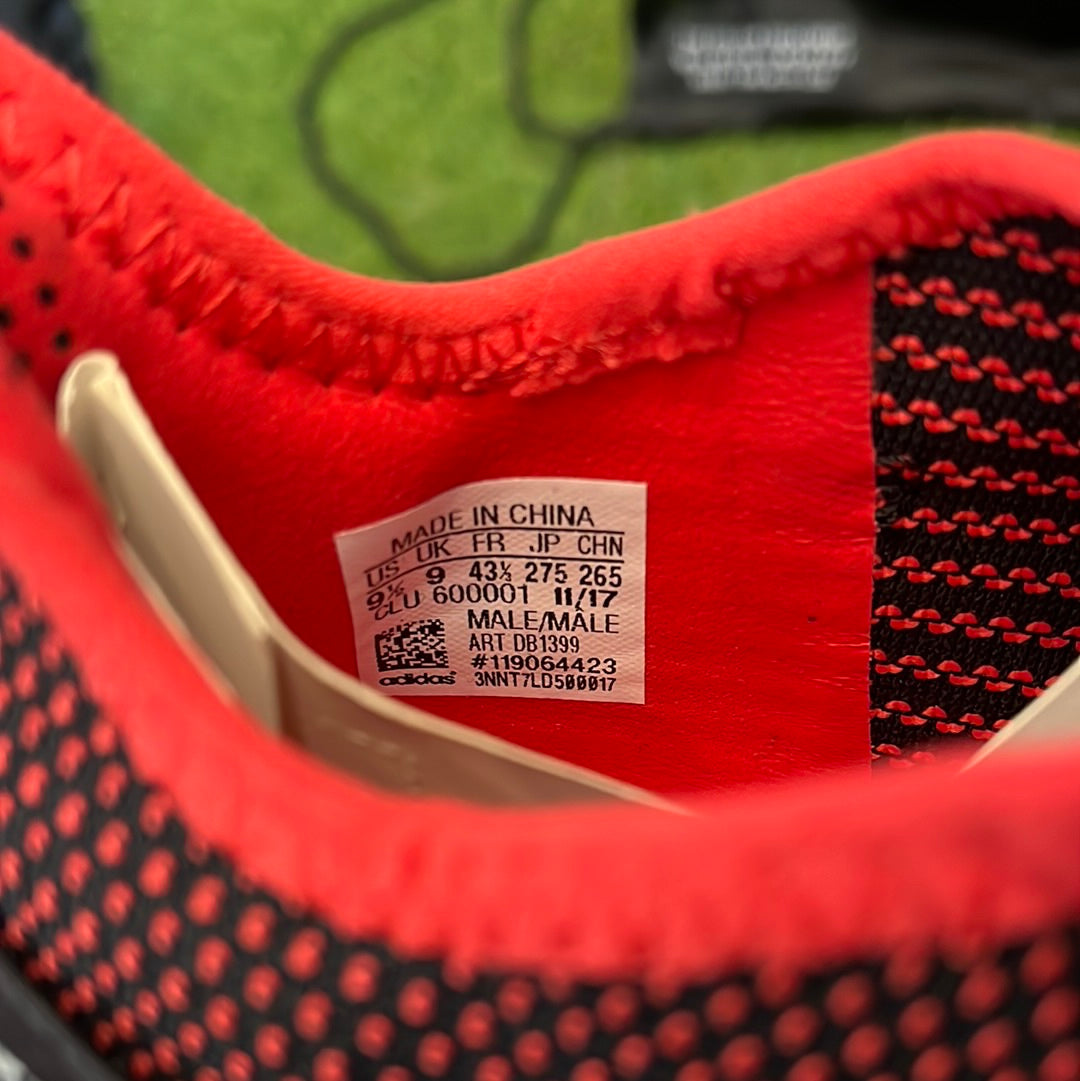 MADE IN CHINA
US UK FR JP CHN
9½ 9 43⅓ 275 265
CLU 600001 11/17
MALE/MÂLE
ART DB1399
#119064423
adidas 3NNT7LD500017